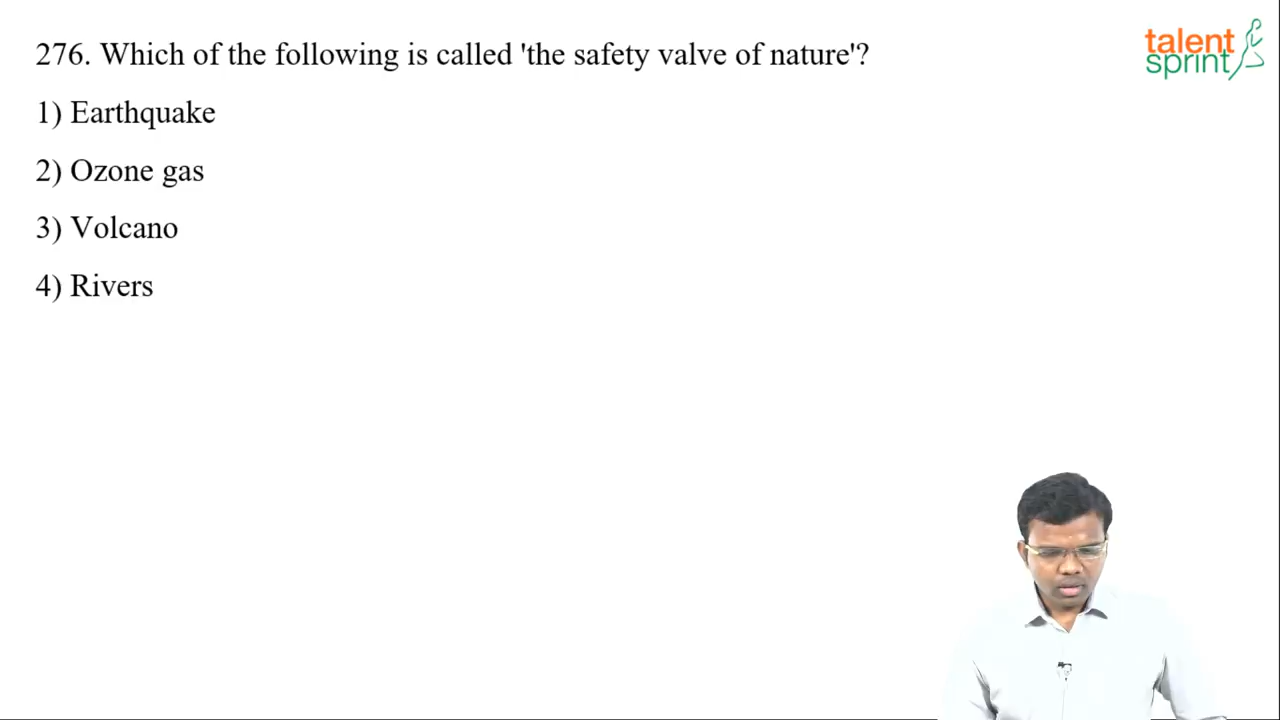 276. Which of the following is called 'the safety valve of nature'?
talent
sprint
1) Earthquake
2) Ozone gas
3) Volcano
4) Rivers